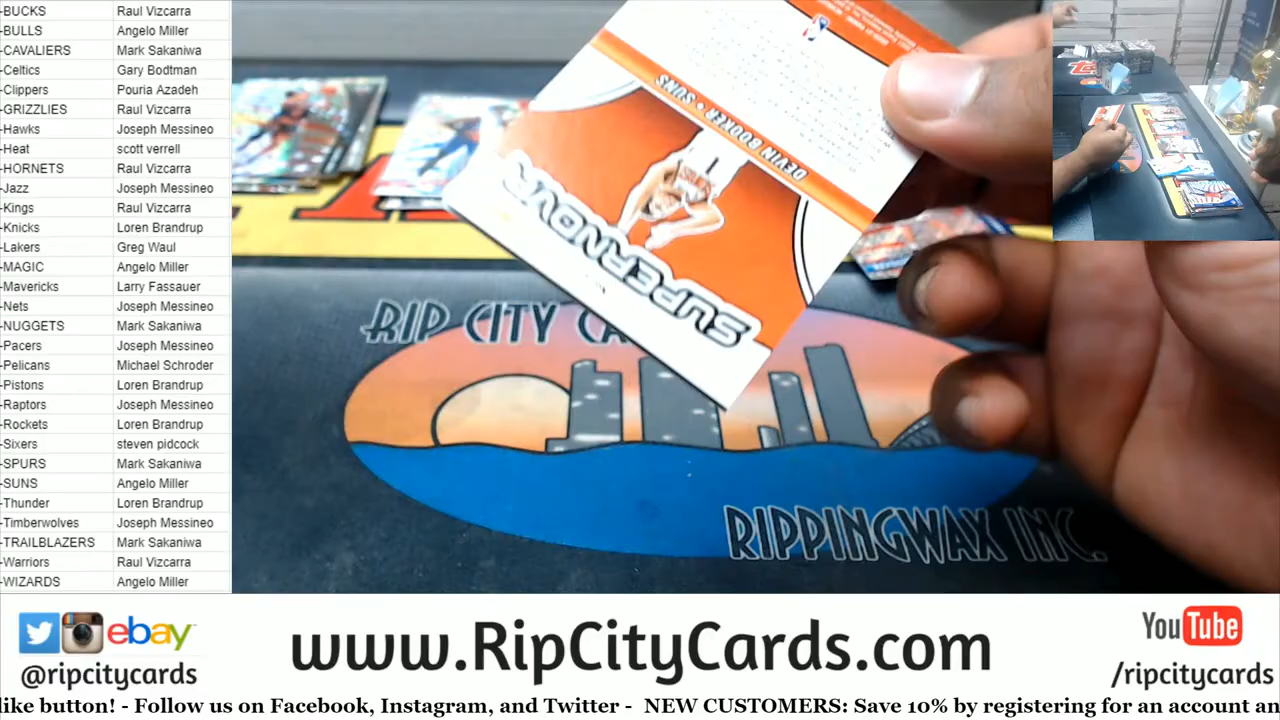 -BUCKS Raul Vizcarra
-BULLS Angelo Miller
-CAVALIERS Mark Sakaniwa
-Celtics Gary Bodtman
-Clippers Pouria Azadeh
-GRIZZLIES Raul Vizcarra
-Hawks Joseph Messineo
-Heat scott verrell
-HORNETS Raul Vizcarra
-Jazz Joseph Messineo
-Kings Raul Vizcarra
-Knicks Loren Brandrup
-Lakers Greg Waul
-MAGIC Angelo Miller
-Mavericks Larry Fassauer
-Nets Joseph Messineo
-NUGGETS Mark Sakaniwa
-Pacers Joseph Messineo
-Pelicans Michael Schroder
-Pistons Loren Brandrup
-Raptors Joseph Messineo
-Rockets Loren Brandrup
-Sixers steven pidcock
-SPURS Mark Sakaniwa
-SUNS Angelo Miller
-Thunder Loren Brandrup
-Timberwolves Joseph Messineo
-TRAILBLAZERS Mark Sakaniwa
-Warriors Raul Vizcarra
-WIZARDS Angelo Miller
DEVIN BOOKER • SUNS
SUPERNOVA
RIP CITY CA
RIPPINGWAX INC.
ebay
@ripcitycards
www.RipCityCards.com
YouTube
/ripcitycards
like button! - Follow us on Facebook, Instagram, and Twitter - NEW CUSTOMERS: Save 10% by registering for an account an